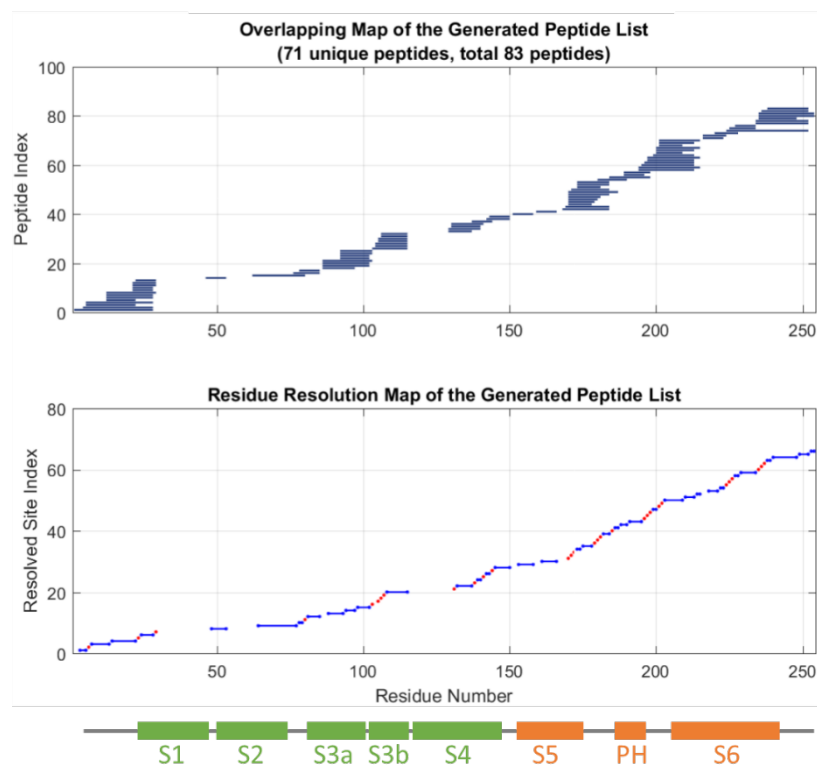 Overlapping Map of the Generated Peptide List
(71 unique peptides, total 83 peptides)
100
80
60
40
20
0
Peptide Index
50 100 150 200 250
Residue Resolution Map of the Generated Peptide List
80
60
40
20
0
Resolved Site Index
50 100 150 200 250
Residue Number
S1 S2 S3a S3b S4 S5 PH S6